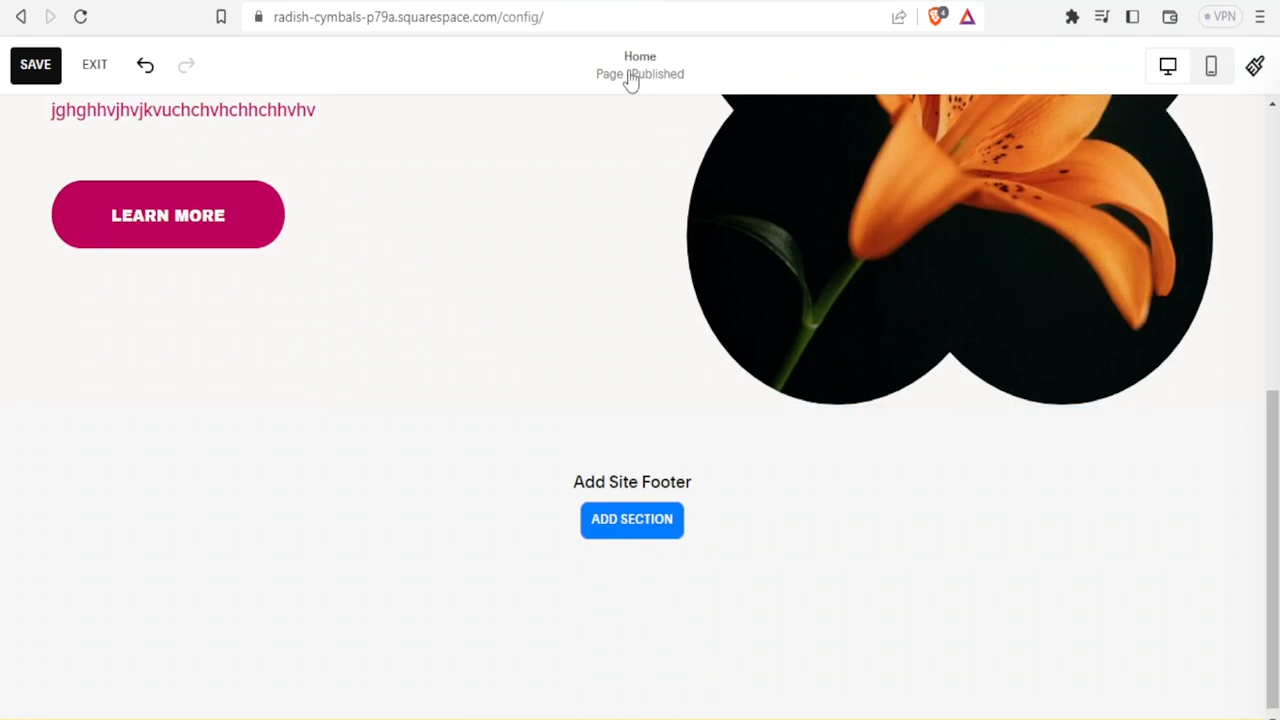 radish-cymbals-p79a.squarespace.com/config/
4
VPN
SAVE
EXIT
Home
Page Published
jghghhvjhvjkvuchchvhchhchhvhv
LEARN MORE
Add Site Footer
ADD SECTION